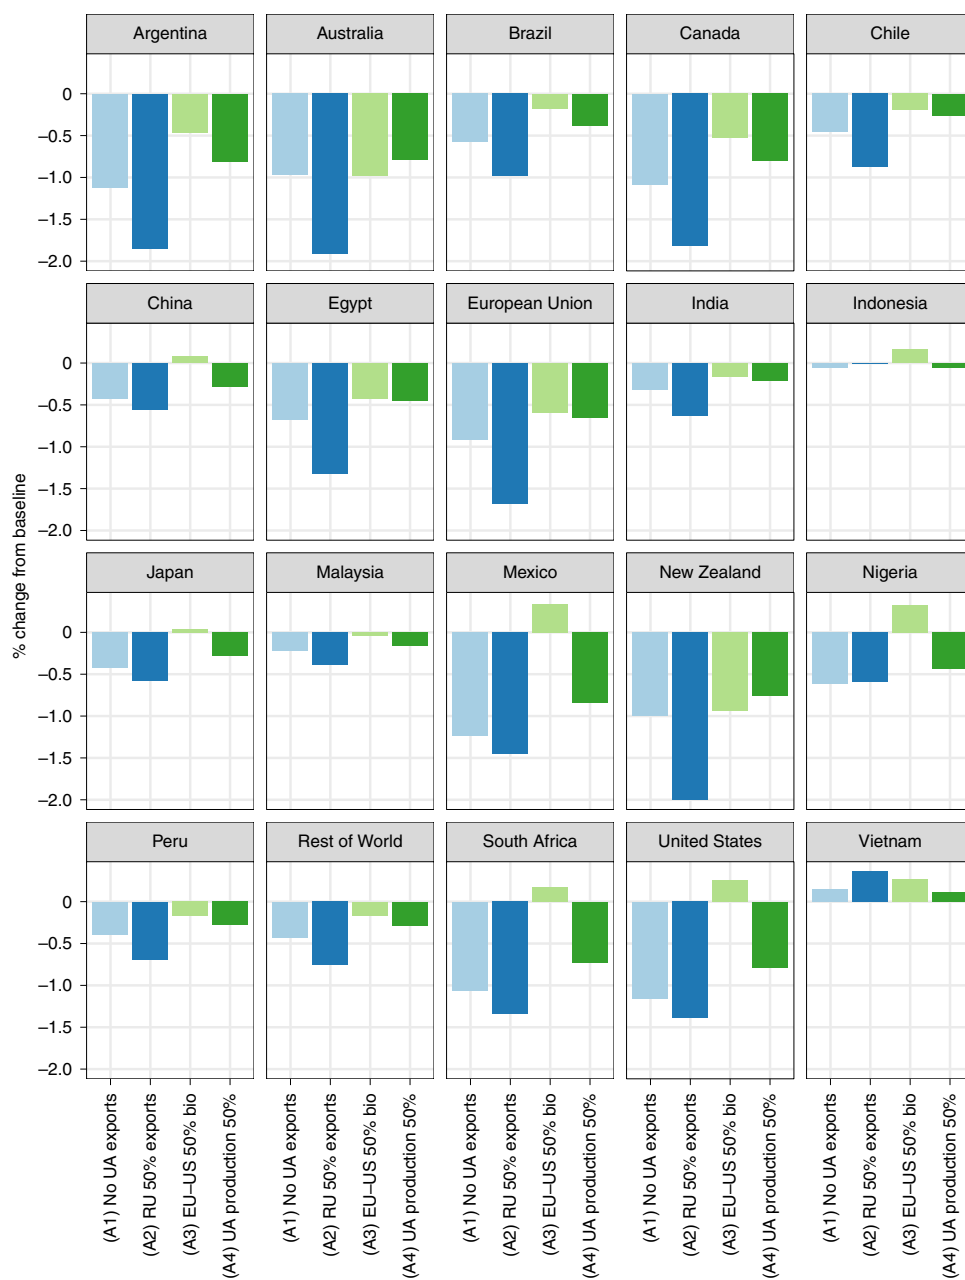 Argentina Australia Brazil Canada Chile
0
−0.5
−1.0
−1.5
−2.0
China Egypt European Union India Indonesia
0
−0.5
−1.0
−1.5
−2.0
% change from baseline
Japan Malaysia Mexico New Zealand Nigeria
0
−0.5
−1.0
−1.5
−2.0
Peru Rest of World South Africa United States Vietnam
0
−0.5
−1.0
−1.5
−2.0
(A1) No UA exports
(A2) RU 50% exports
(A3) EU−US 50% bio
(A4) UA production 50%
(A1) No UA exports
(A2) RU 50% exports
(A3) EU−US 50% bio
(A4) UA production 50%
(A1) No UA exports
(A2) RU 50% exports
(A3) EU−US 50% bio
(A4) UA production 50%
(A1) No UA exports
(A2) RU 50% exports
(A3) EU−US 50% bio
(A4) UA production 50%
(A1) No UA exports
(A2) RU 50% exports
(A3) EU−US 50% bio
(A4) UA production 50%